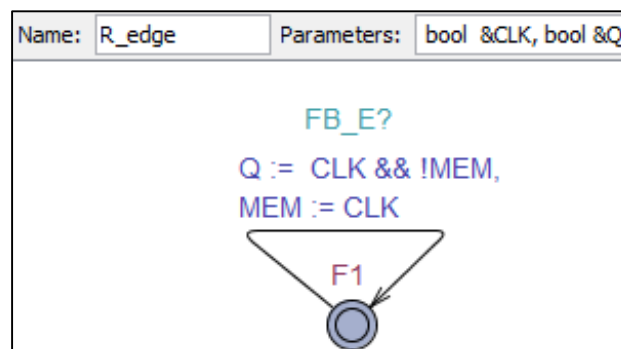 Name: R_edge Parameters: bool &CLK, bool &Q
FB_E?
Q := CLK && !MEM,
MEM := CLK
F1